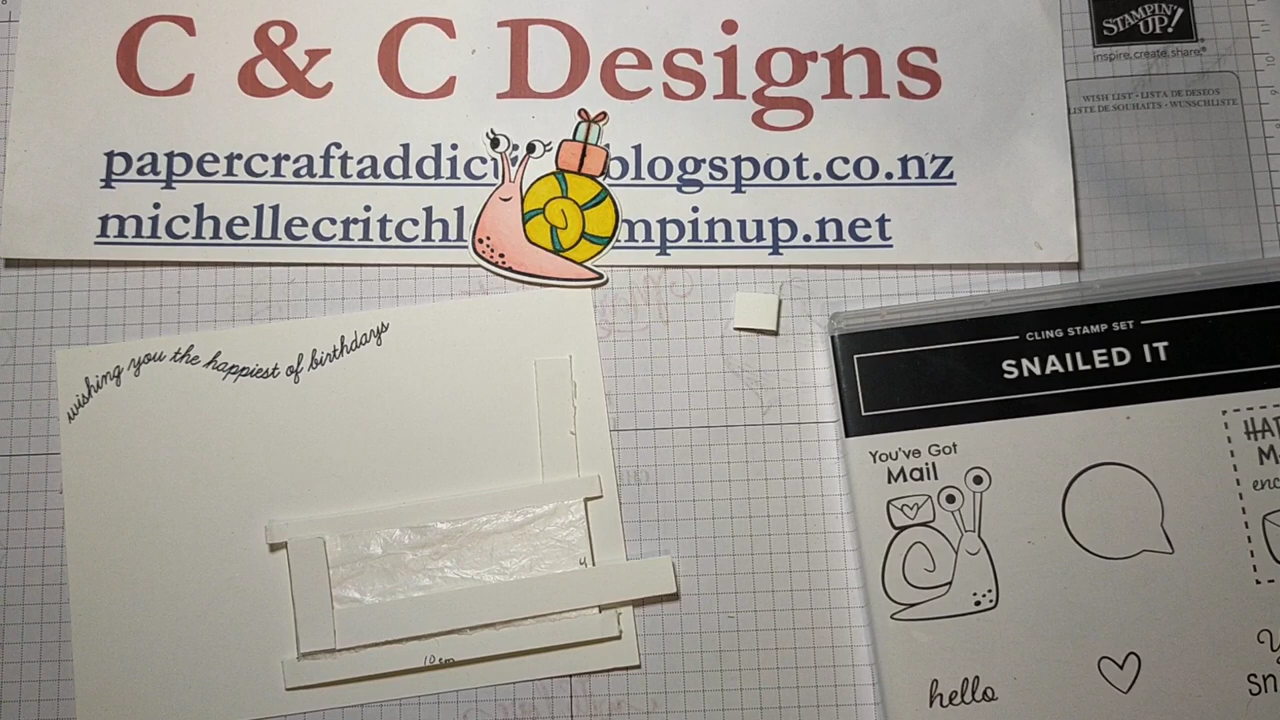 C & C Designs
papercraftaddic blogspot.co.nz
michellecritchl mpinup.net
STAMPIN' UP!
inspire.create.share.
WISH LIST • LISTA DE DESEOS
LISTE DE SOUHAITS • WUNSCHLISTE
wishing you the happiest of birthdays
4
10cm
CLING STAMP SET
SNAILED IT
You've Got
Mail
hello